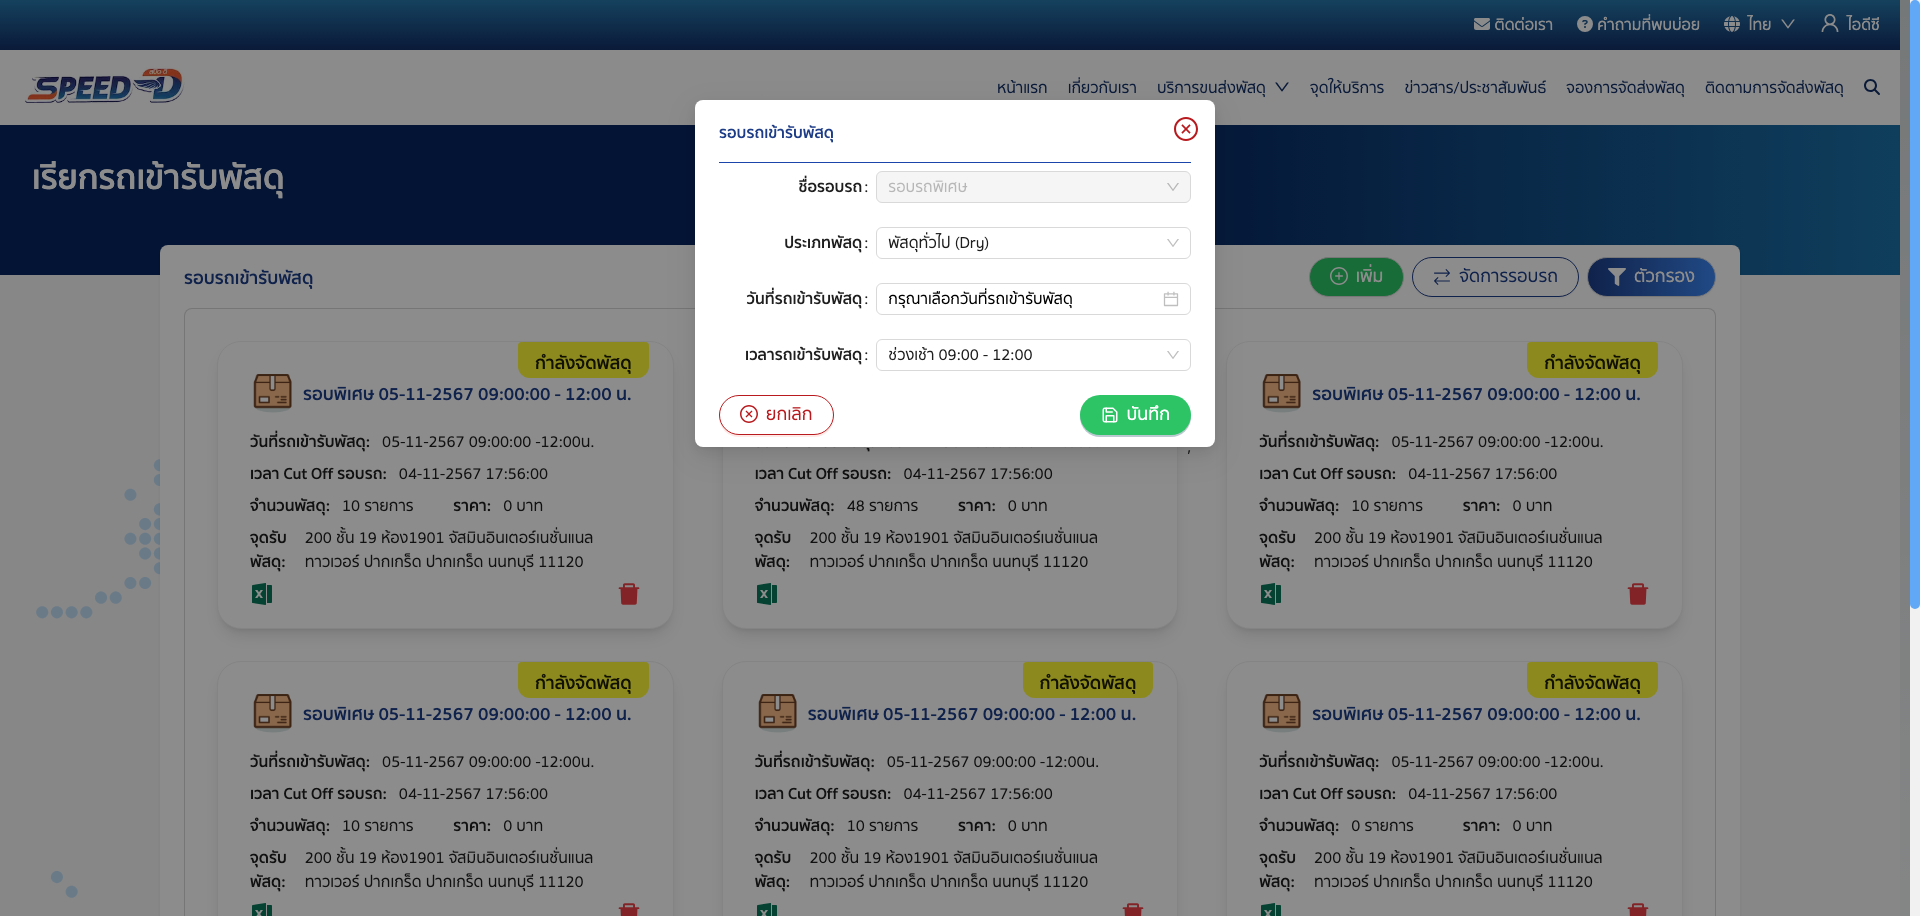 ติดต่อเรา คำถามที่พบบ่อย ไทย ไอดีซี
สปีด-ดี
SPEED-D
หน้าแรก เกี่ยวกับเรา บริการขนส่งพัสดุ จุดให้บริการ ข่าวสาร/ประชาสัมพันธ์ จองการจัดส่งพัสดุ ติดตามการจัดส่งพัสดุ
เรียกรถเข้ารับพัสดุ
รอบรถเข้ารับพัสดุ
เพิ่ม จัดการรอบรถ ตัวกรอง
รอบรถเข้ารับพัสดุ
ชื่อรอบรถ: รอบรถพิเศษ
ประเภทพัสดุ: พัสดุทั่วไป (Dry)
วันที่รถเข้ารับพัสดุ: กรุณาเลือกวันที่รถเข้ารับพัสดุ
เวลารถเข้ารับพัสดุ: ช่วงเช้า 09:00 - 12:00
ยกเลิก บันทึก
กำลังจัดพัสดุ
รอบพิเศษ 05-11-2567 09:00:00 - 12:00 น.
วันที่รถเข้ารับพัสดุ: 05-11-2567 09:00:00 -12:00น.
เวลา Cut Off รอบรถ: 04-11-2567 17:56:00
จำนวนพัสดุ: 10 รายการ ราคา: 0 บาท
จุดรับ 200 ชั้น 19 ห้อง1901 จัสมินอินเตอร์เนชั่นแนล
พัสดุ: ทาวเวอร์ ปากเกร็ด ปากเกร็ด นนทบุรี 11120
เวลา Cut Off รอบรถ: 04-11-2567 17:56:00
จำนวนพัสดุ: 48 รายการ ราคา: 0 บาท
จุดรับ 200 ชั้น 19 ห้อง1901 จัสมินอินเตอร์เนชั่นแนล
พัสดุ: ทาวเวอร์ ปากเกร็ด ปากเกร็ด นนทบุรี 11120
กำลังจัดพัสดุ
รอบพิเศษ 05-11-2567 09:00:00 - 12:00 น.
วันที่รถเข้ารับพัสดุ: 05-11-2567 09:00:00 -12:00น.
เวลา Cut Off รอบรถ: 04-11-2567 17:56:00
จำนวนพัสดุ: 10 รายการ ราคา: 0 บาท
จุดรับ 200 ชั้น 19 ห้อง1901 จัสมินอินเตอร์เนชั่นแนล
พัสดุ: ทาวเวอร์ ปากเกร็ด ปากเกร็ด นนทบุรี 11120
กำลังจัดพัสดุ
รอบพิเศษ 05-11-2567 09:00:00 - 12:00 น.
วันที่รถเข้ารับพัสดุ: 05-11-2567 09:00:00 -12:00น.
เวลา Cut Off รอบรถ: 04-11-2567 17:56:00
จำนวนพัสดุ: 10 รายการ ราคา: 0 บาท
จุดรับ 200 ชั้น 19 ห้อง1901 จัสมินอินเตอร์เนชั่นแนล
พัสดุ: ทาวเวอร์ ปากเกร็ด ปากเกร็ด นนทบุรี 11120
กำลังจัดพัสดุ
รอบพิเศษ 05-11-2567 09:00:00 - 12:00 น.
วันที่รถเข้ารับพัสดุ: 05-11-2567 09:00:00 -12:00น.
เวลา Cut Off รอบรถ: 04-11-2567 17:56:00
จำนวนพัสดุ: 10 รายการ ราคา: 0 บาท
จุดรับ 200 ชั้น 19 ห้อง1901 จัสมินอินเตอร์เนชั่นแนล
พัสดุ: ทาวเวอร์ ปากเกร็ด ปากเกร็ด นนทบุรี 11120
กำลังจัดพัสดุ
รอบพิเศษ 05-11-2567 09:00:00 - 12:00 น.
วันที่รถเข้ารับพัสดุ: 05-11-2567 09:00:00 -12:00น.
เวลา Cut Off รอบรถ: 04-11-2567 17:56:00
จำนวนพัสดุ: 0 รายการ ราคา: 0 บาท
จุดรับ 200 ชั้น 19 ห้อง1901 จัสมินอินเตอร์เนชั่นแนล
พัสดุ: ทาวเวอร์ ปากเกร็ด ปากเกร็ด นนทบุรี 11120